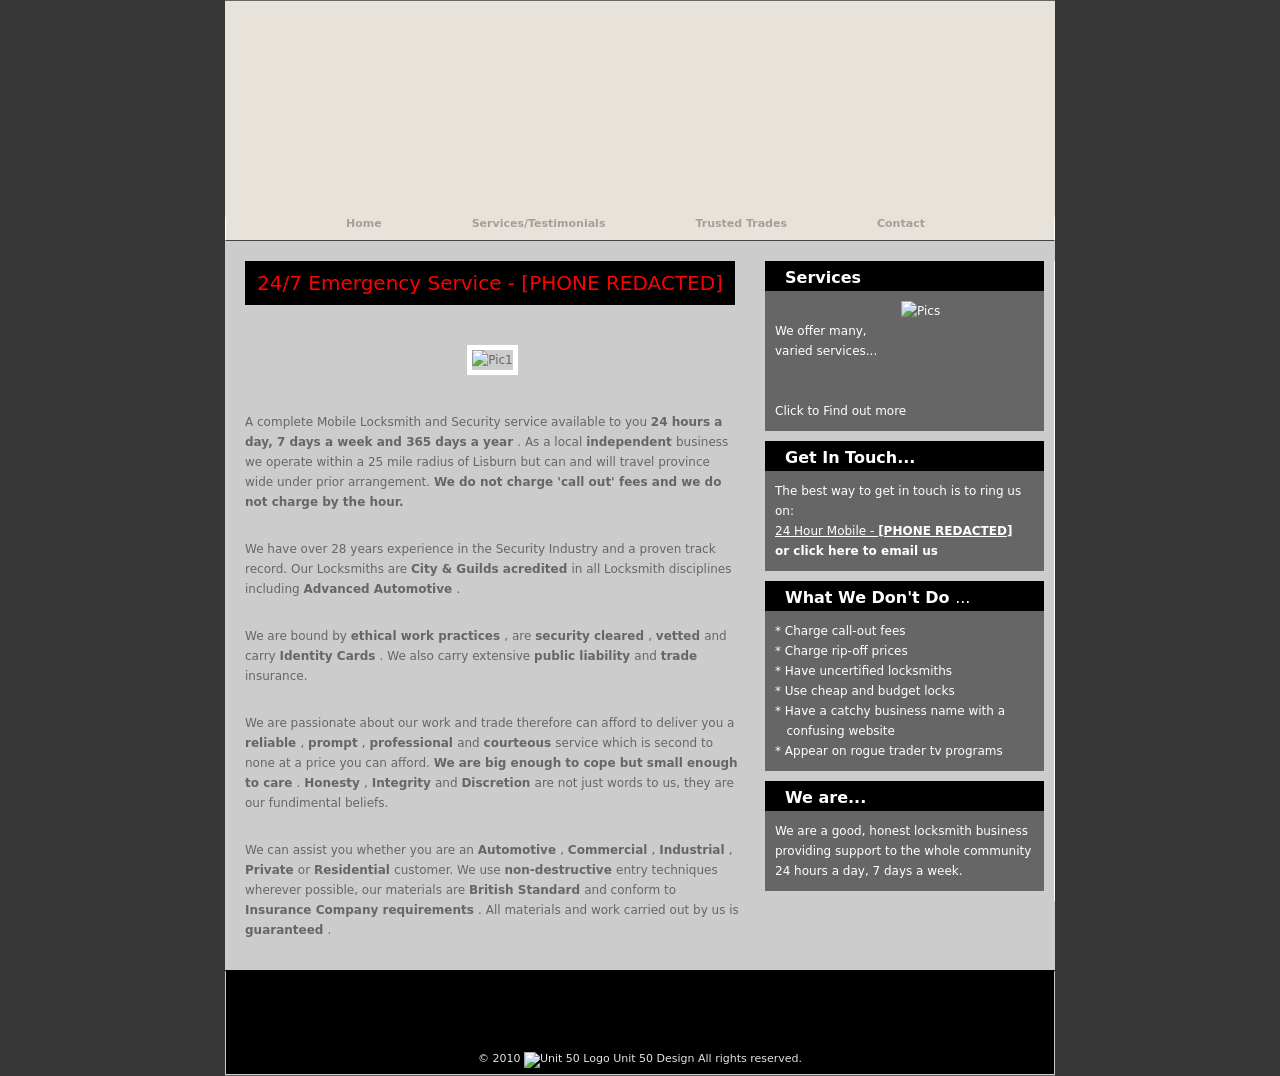 Home Services/Testimonials Trusted Trades Contact
24/7 Emergency Service - [PHONE REDACTED]
Pic1
A complete Mobile Locksmith and Security service available to you 24 hours a
day, 7 days a week and 365 days a year . As a local independent business
we operate within a 25 mile radius of Lisburn but can and will travel province
wide under prior arrangement. We do not charge 'call out' fees and we do
not charge by the hour.
We have over 28 years experience in the Security Industry and a proven track
record. Our Locksmiths are City & Guilds acredited in all Locksmith disciplines
including Advanced Automotive .
We are bound by ethical work practices , are security cleared , vetted and
carry Identity Cards . We also carry extensive public liability and trade
insurance.
We are passionate about our work and trade therefore can afford to deliver you a
reliable , prompt , professional and courteous service which is second to
none at a price you can afford. We are big enough to cope but small enough
to care . Honesty , Integrity and Discretion are not just words to us, they are
our fundimental beliefs.
We can assist you whether you are an Automotive , Commercial , Industrial ,
Private or Residential customer. We use non-destructive entry techniques
wherever possible, our materials are British Standard and conform to
Insurance Company requirements . All materials and work carried out by us is
guaranteed .
Services
Pics
We offer many,
varied services...
Click to Find out more
Get In Touch...
The best way to get in touch is to ring us
on:
24 Hour Mobile - [PHONE REDACTED]
or click here to email us
What We Don't Do ...
* Charge call-out fees
* Charge rip-off prices
* Have uncertified locksmiths
* Use cheap and budget locks
* Have a catchy business name with a
confusing website
* Appear on rogue trader tv programs
We are...
We are a good, honest locksmith business
providing support to the whole community
24 hours a day, 7 days a week.
© 2010 Unit 50 Logo Unit 50 Design All rights reserved.